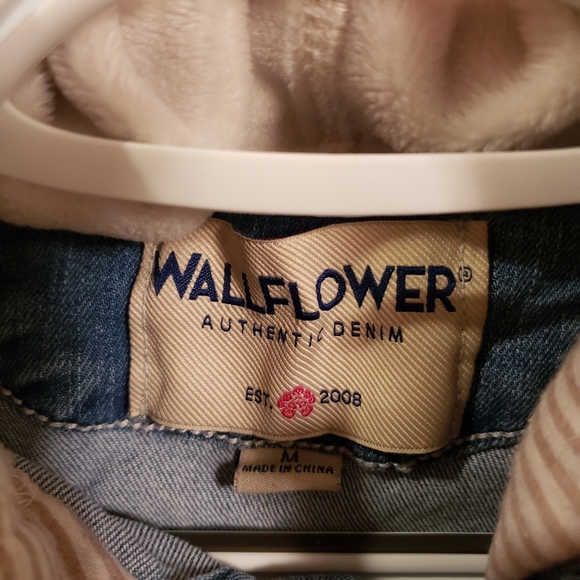 WALLFLOWER®
AUTHENTIC DENIM
EST. 2008
M
MADE IN CHINA